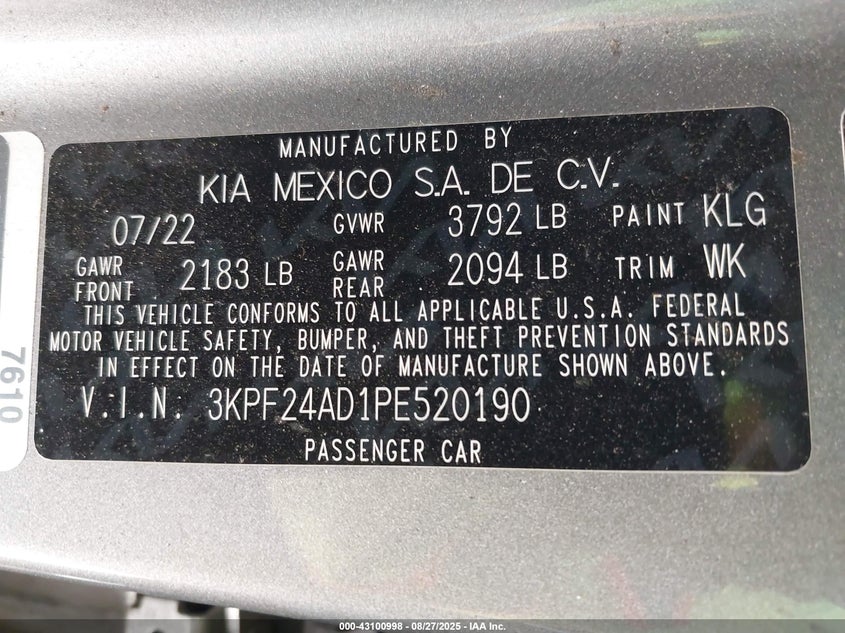 MANUFACTURED BY
KIA MEXICO S.A. DE C.V.
07/22 GVWR 3792 LB PAINT KLG
GAWR FRONT 2183 LB GAWR REAR 2094 LB TRIM WK
THIS VEHICLE CONFORMS TO ALL APPLICABLE U.S.A. FEDERAL
MOTOR VEHICLE SAFETY, BUMPER, AND THEFT PREVENTION STANDARDS
IN EFFECT ON THE DATE OF MANUFACTURE SHOWN ABOVE.
V.I.N. 3KPF24AD1PE520190
PASSENGER CAR
7610
000-43100998 - 08/27/2025 - IAA Inc.